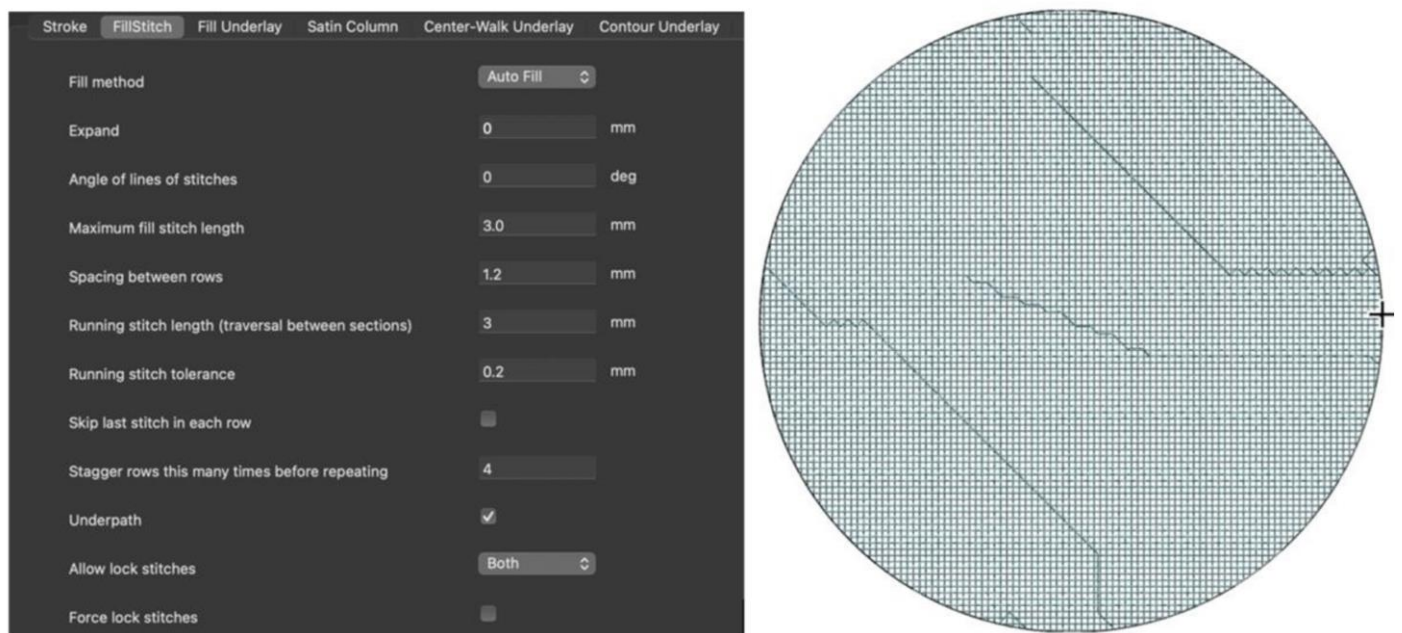 Stroke FillStitch Fill Underlay Satin Column Center-Walk Underlay Contour Underlay
Fill method Auto Fill
Expand 0 mm
Angle of lines of stitches 0 deg
Maximum fill stitch length 3.0 mm
Spacing between rows 1.2 mm
Running stitch length (traversal between sections) 3 mm
Running stitch tolerance 0.2 mm
Skip last stitch in each row
Stagger rows this many times before repeating 4
Underpath
Allow lock stitches Both
Force lock stitches